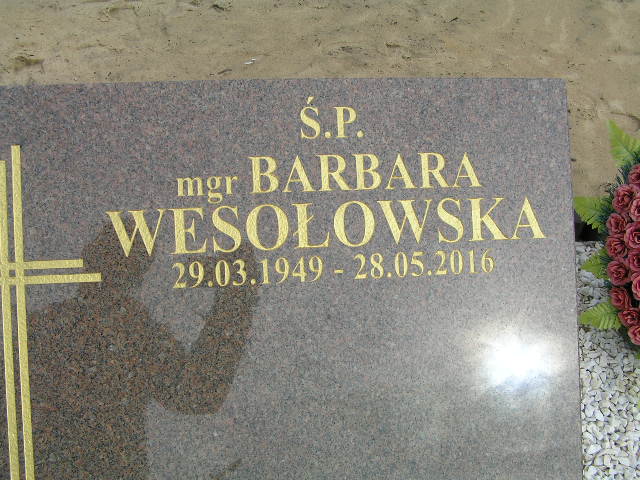 Ś.P.
mgr BARBARA
WESOŁOWSKA
29.03.1949 - 28.05.2016